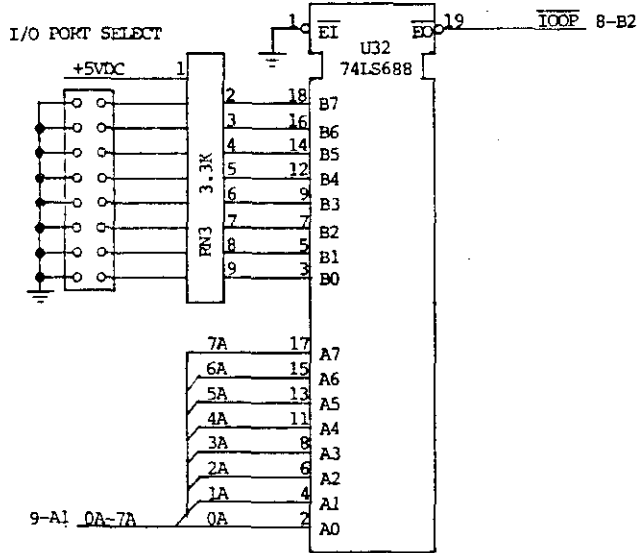 I/O PORT SELECT
+5VDC 1
1 EI EO 19 IOOP 8-B2
U32
74LS688
2 18 B7
3 16 B6
4 14 B5
5 12 B4
6 9 B3
7 7 B2
8 5 B1
9 3 B0
RN3 3.3K
7A 17 A7
6A 15 A6
5A 13 A5
4A 11 A4
3A 8 A3
2A 6 A2
1A 4 A1
9-A1 0A~7A 0A 2 A0